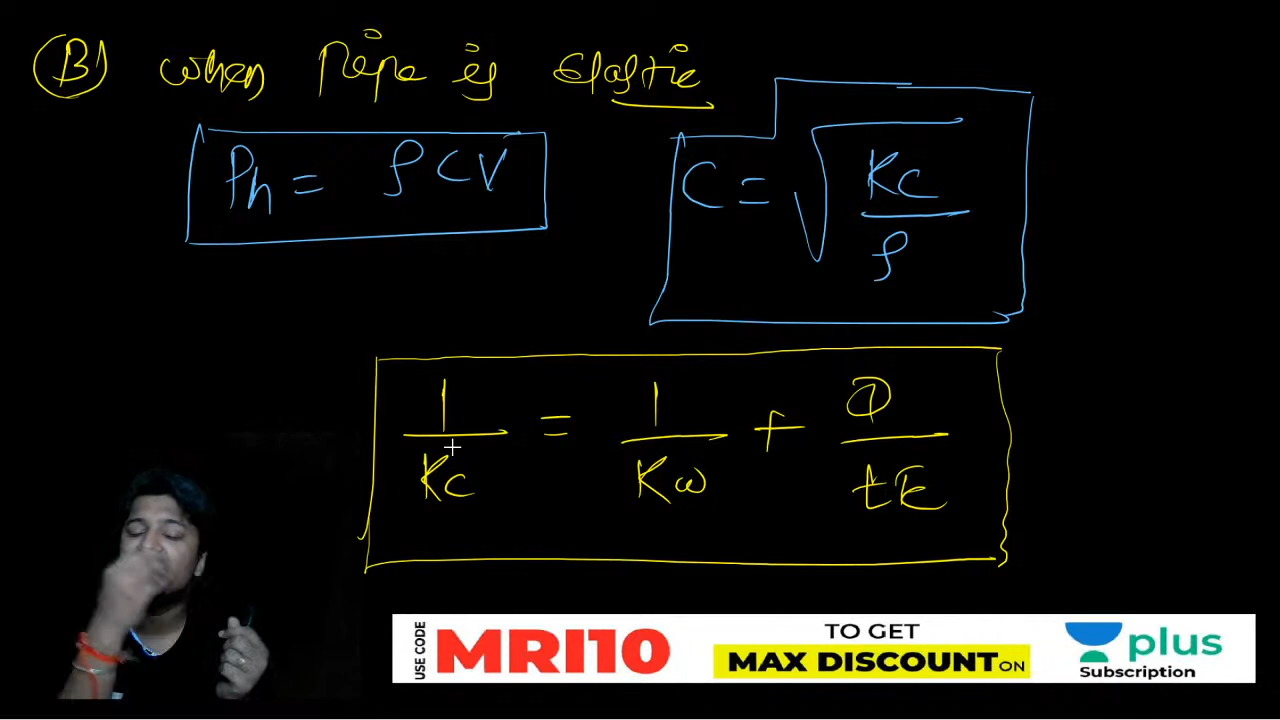 (B) when Pipe is Elastic
Ph = ρCV
C = √(Kc/ρ)
1/Kc = 1/Kω + D/tE
USE CODE MRI10
TO GET
MAX DISCOUNT ON
plus
Subscription